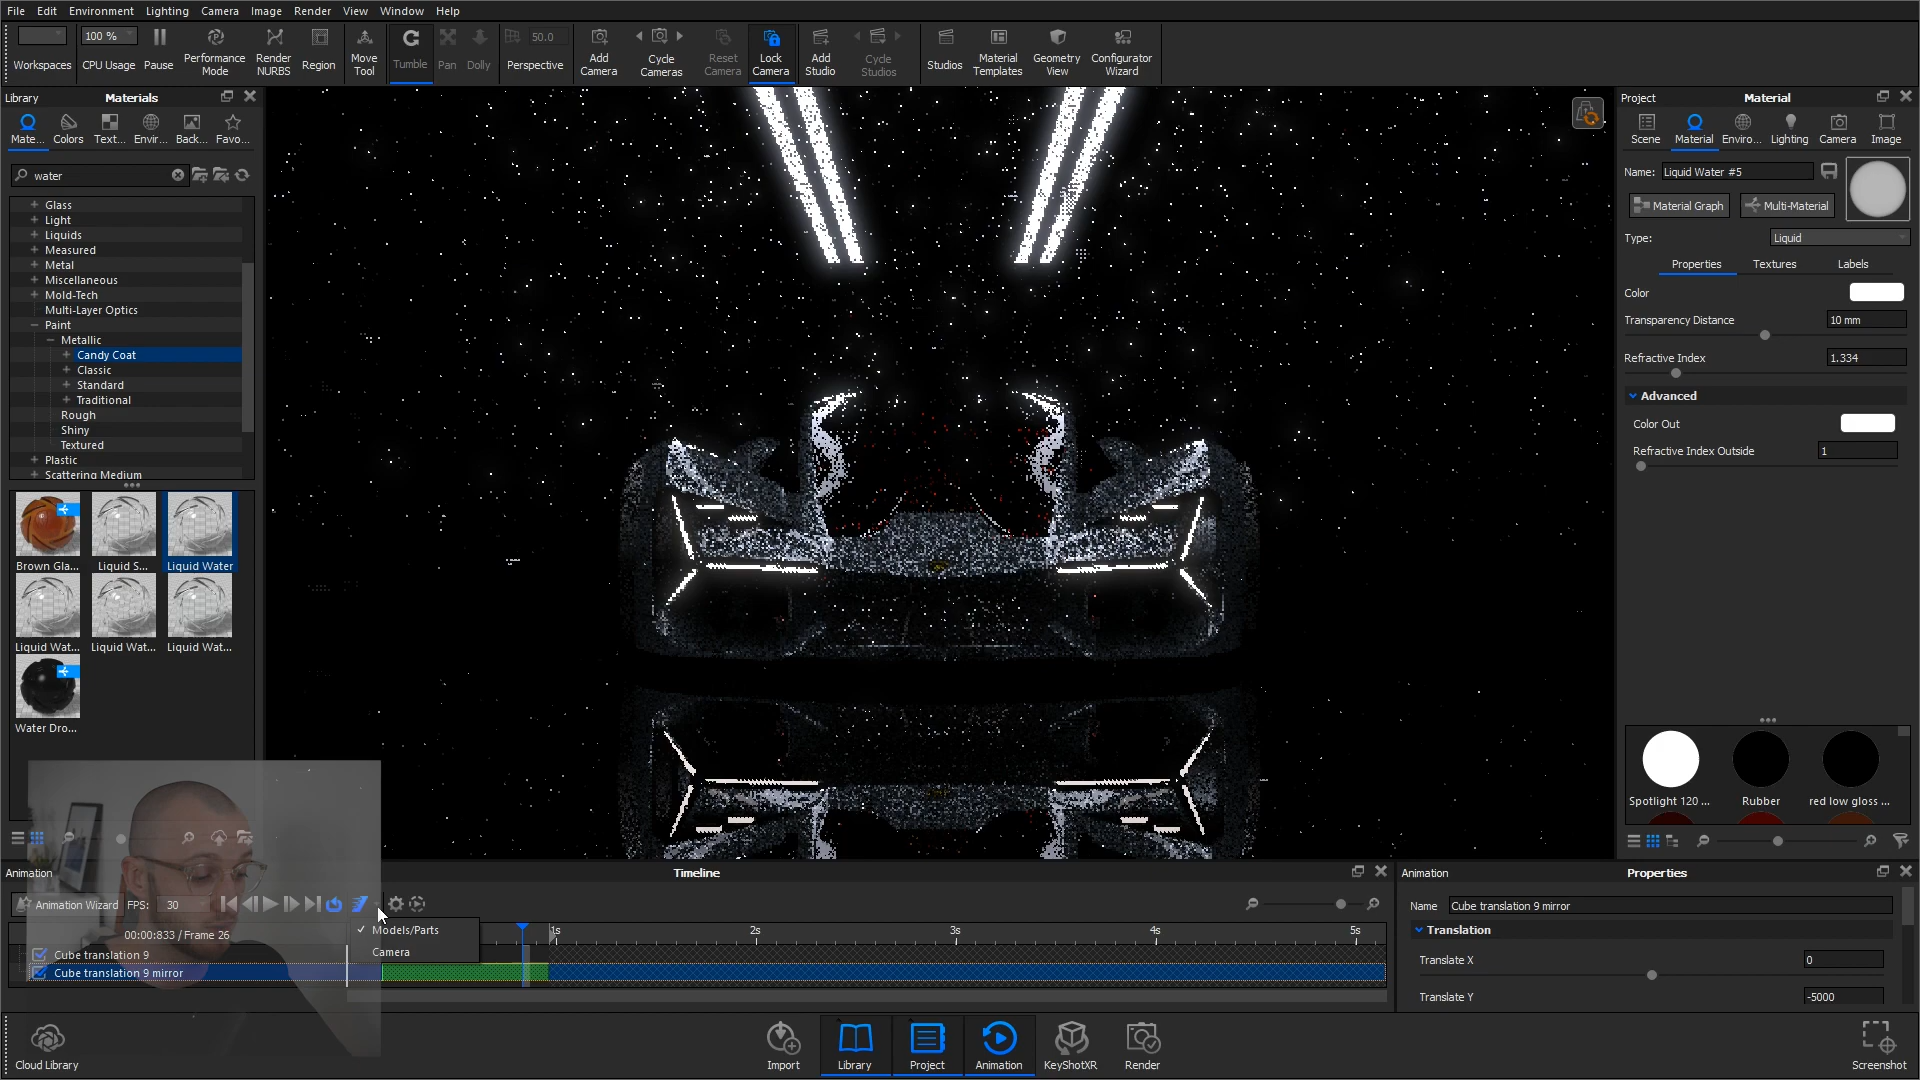 File Edit Environment Lighting Camera Image Render View Window Help
100 % 50.0
Workspaces CPU Usage Pause Performance Mode Render NURBS Region Move Tool Tumble Pan Dolly Perspective Add Camera Cycle Cameras Reset Camera Lock Camera Add Studio Cycle Studios Studios Material Templates Geometry View Configurator Wizard
Library Materials
Mate... Colors Text... Envir... Back... Favo...
water
Glass
Light
Liquids
Measured
Metal
Miscellaneous
Mold-Tech
Multi-Layer Optics
Paint
Metallic
Candy Coat
Classic
Standard
Traditional
Rough
Shiny
Textured
Plastic
Scattering Medium
Brown Gla... Liquid S... Liquid Water
Liquid Wat... Liquid Wat... Liquid Wat...
Water Dro...
Project Material
Scene Material Enviro... Lighting Camera Image
Name: Liquid Water #5
Material Graph Multi-Material
Type: Liquid
Properties Textures Labels
Color
Transparency Distance 10 mm
Refractive Index 1.334
Advanced
Color Out
Refractive Index Outside 1
Spotlight 120 ... Rubber red low gloss ...
Animation Timeline
Animation Wizard FPS: 30
00:00:833 / Frame 26
Models/Parts
Camera
1s 2s 3s 4s 5s
Cube translation 9
Cube translation 9 mirror
Animation Properties
Name Cube translation 9 mirror
Translation
Translate X 0
Translate Y -5000
Cloud Library Import Library Project Animation KeyShotXR Render Screenshot